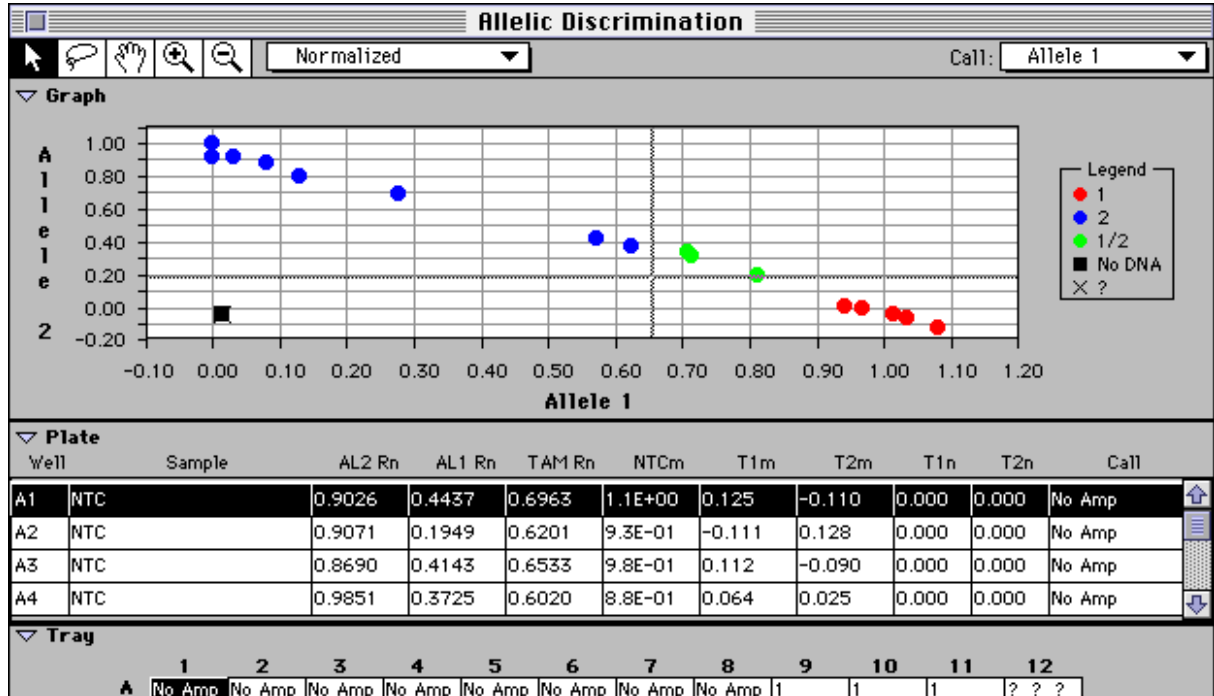 Allelic Discrimination
Normalized Call: Allele 1
Graph
Allele 2
1.00
0.80
0.60
0.40
0.20
0.00
-0.20
-0.10 0.00 0.10 0.20 0.30 0.40 0.50 0.60 0.70 0.80 0.90 1.00 1.10 1.20
Allele 1
Legend
1
2
1/2
No DNA
?
Plate
Well Sample AL2 Rn AL1 Rn TAM Rn NTCm T1m T2m T1n T2n Call
A1 NTC 0.9026 0.4437 0.6963 1.1E+00 0.125 -0.110 0.000 0.000 No Amp
A2 NTC 0.9071 0.1949 0.6201 9.3E-01 -0.111 0.128 0.000 0.000 No Amp
A3 NTC 0.8690 0.4143 0.6533 9.8E-01 0.112 -0.090 0.000 0.000 No Amp
A4 NTC 0.9851 0.3725 0.6020 8.8E-01 0.064 0.025 0.000 0.000 No Amp
Tray
1 2 3 4 5 6 7 8 9 10 11 12
A No Amp No Amp No Amp No Amp No Amp No Amp No Amp No Amp 1 1 1 ? ? ?